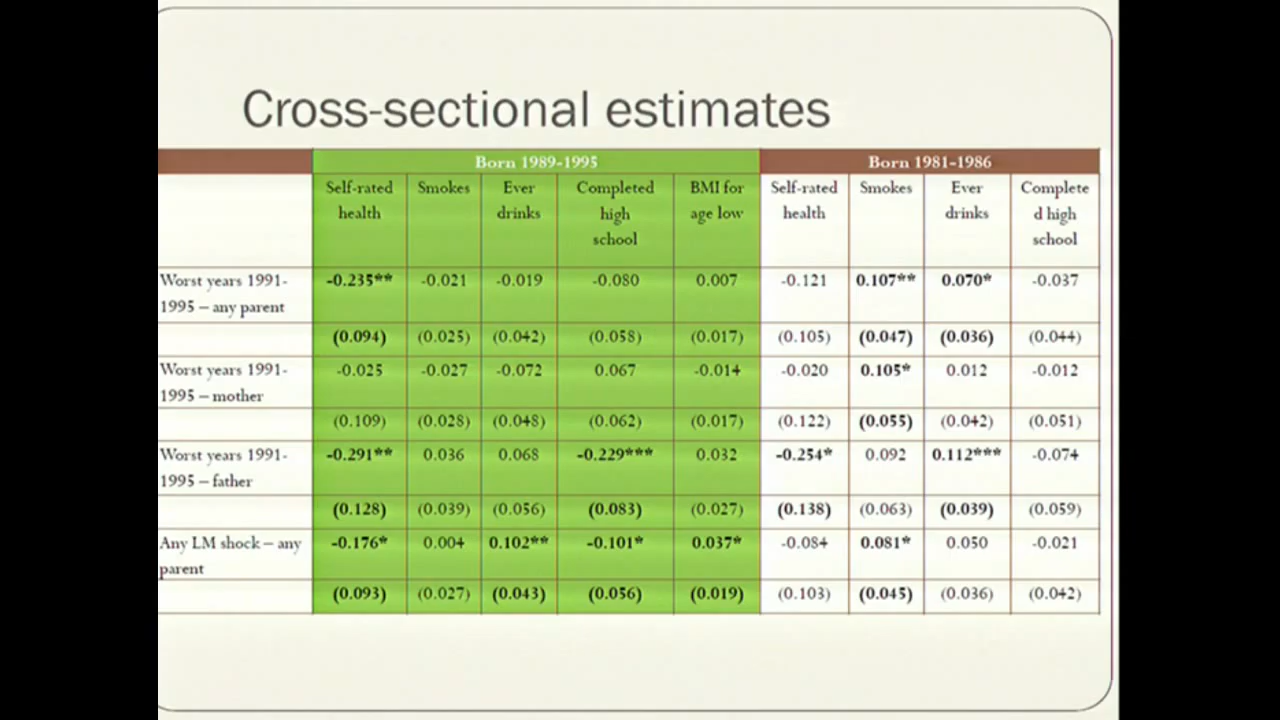 Cross-sectional estimates
Born 1989-1995 Born 1981-1986
Self-rated health Smokes Ever drinks Completed high school BMI for age low Self-rated health Smokes Ever drinks Complete d high school
Worst years 1991-1995 – any parent -0.235** -0.021 -0.019 -0.080 0.007 -0.121 0.107** 0.070* -0.037
(0.094) (0.025) (0.042) (0.058) (0.017) (0.105) (0.047) (0.036) (0.044)
Worst years 1991-1995 – mother -0.025 -0.027 -0.072 0.067 -0.014 -0.020 0.105* 0.012 -0.012
(0.109) (0.028) (0.048) (0.062) (0.017) (0.122) (0.055) (0.042) (0.051)
Worst years 1991-1995 – father -0.291** 0.036 0.068 -0.229*** 0.032 -0.254* 0.092 0.112*** -0.074
(0.128) (0.039) (0.056) (0.083) (0.027) (0.138) (0.063) (0.039) (0.059)
Any LM shock – any parent -0.176* 0.004 0.102** -0.101* 0.037* -0.084 0.081* 0.050 -0.021
(0.093) (0.027) (0.043) (0.056) (0.019) (0.103) (0.045) (0.036) (0.042)